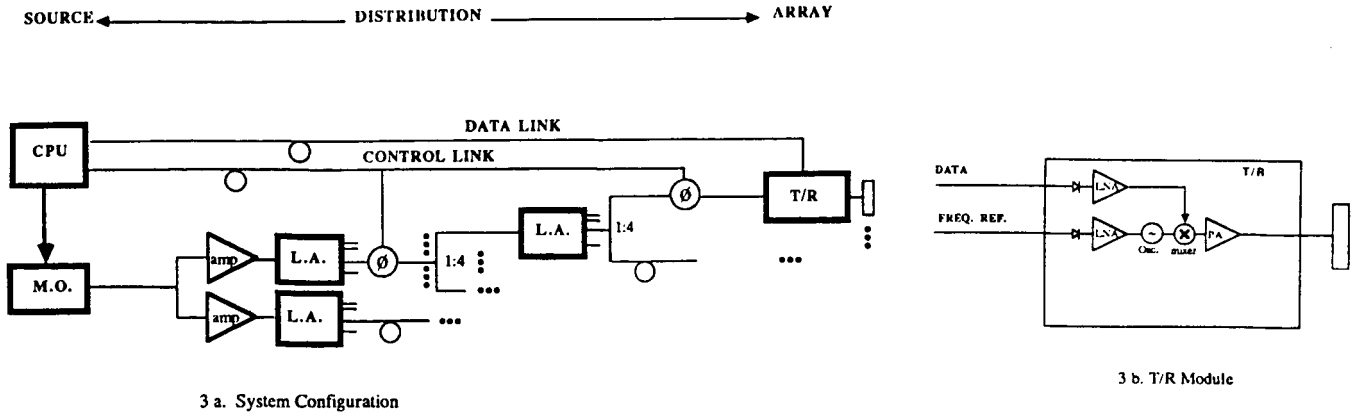 SOURCE DISTRIBUTION ARRAY
CPU
DATA LINK
CONTROL LINK
Ø
T/R
L.A.
1:4
M.O.
amp
L.A.
Ø
1:4
amp
L.A.
3 a. System Configuration
T/R
DATA
LNA
FREQ. REF.
LNA
Osc.
mixer
PA
3 b. T/R Module